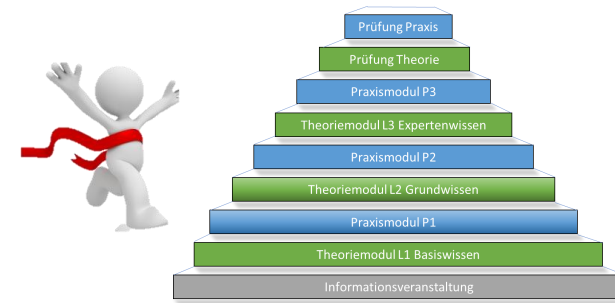 Prüfung Praxis
Prüfung Theorie
Praxismodul P3
Theoriemodul L3 Expertenwissen
Praxismodul P2
Theoriemodul L2 Grundwissen
Praxismodul P1
Theoriemodul L1 Basiswissen
Informationsveranstaltung